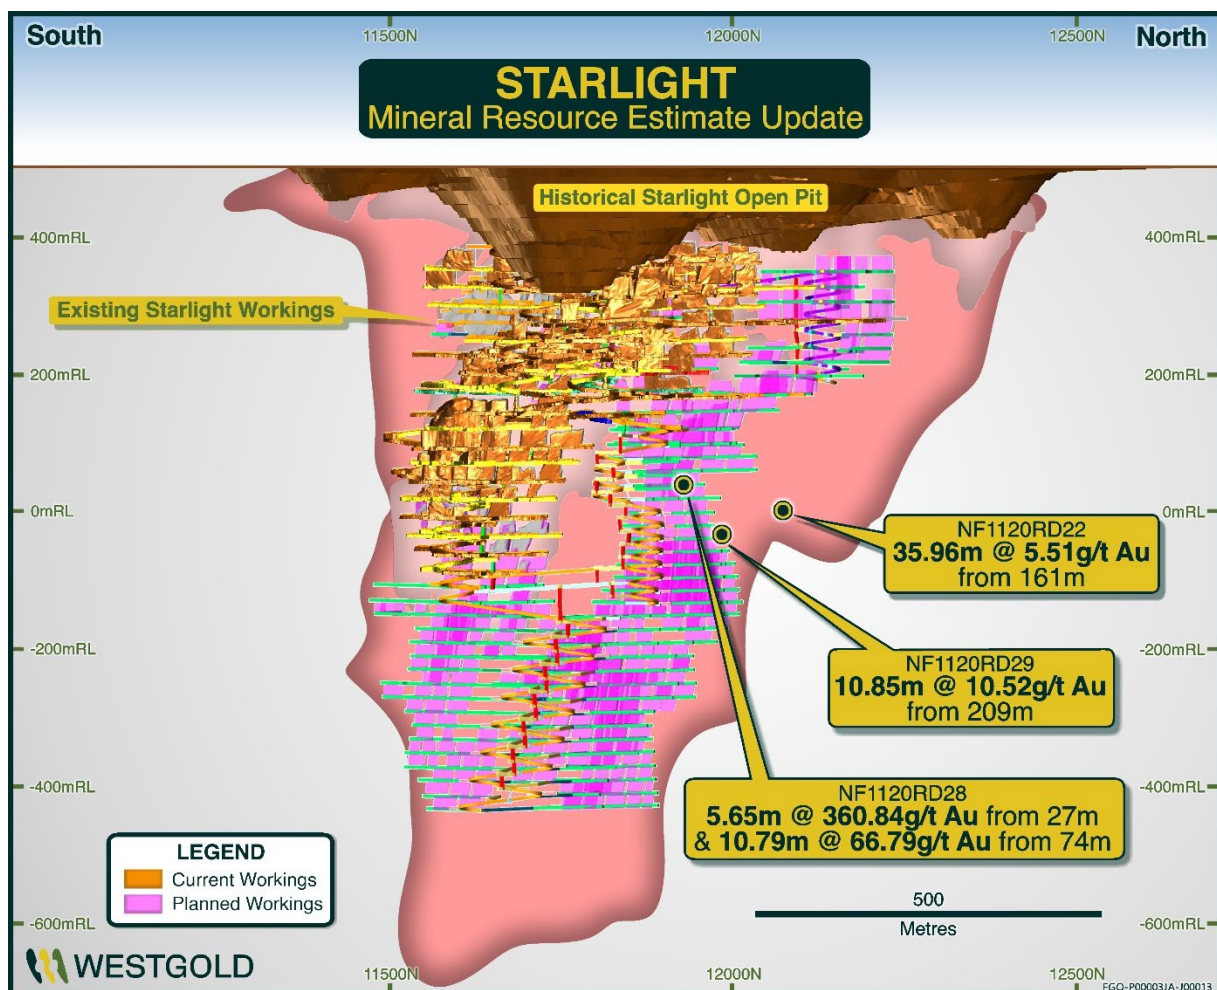 South
11500N
12000N
12500N
North
STARLIGHT
Mineral Resource Estimate Update
Historical Starlight Open Pit
400mRL
400mRL
Existing Starlight Workings
200mRL
200mRL
0mRL
0mRL
NF1120RD22
35.96m @ 5.51g/t Au
from 161m
-200mRL
-200mRL
NF1120RD29
10.85m @ 10.52g/t Au
from 209m
-400mRL
-400mRL
NF1120RD28
5.65m @ 360.84g/t Au from 27m
& 10.79m @ 66.79g/t Au from 74m
LEGEND
Current Workings
Planned Workings
500
Metres
-600mRL
-600mRL
WESTGOLD
11500N
12000N
12500N
FGO-P00003JA-J00013